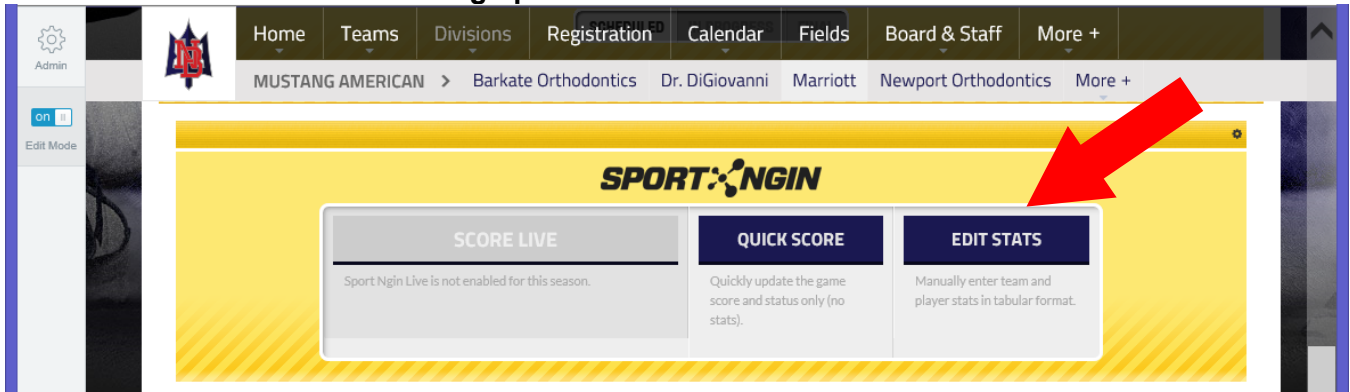 SCHEDULED
Home Teams Divisions Registration Calendar Fields Board & Staff More +
Admin
MUSTANG AMERICAN > Barkate Orthodontics Dr. DiGiovanni Marriott Newport Orthodontics More +
on
Edit Mode
SPORT NGIN
SCORE LIVE
Sport Ngin Live is not enabled for this season.
QUICK SCORE
Quickly update the game
score and status only (no
stats).
EDIT STATS
Manually enter team and
player stats in tabular format.